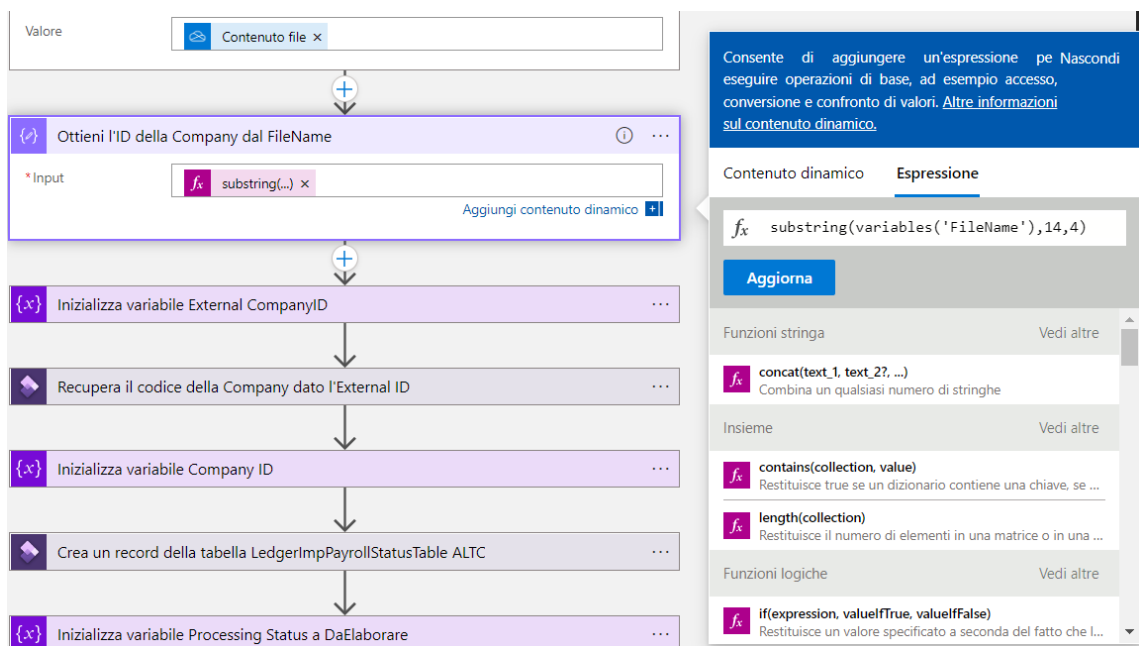 Valore
Contenuto file ×
Ottieni l'ID della Company dal FileName
*Input
fx substring(...) ×
Aggiungi contenuto dinamico
{x} Inizializza variabile External CompanyID
Recupera il codice della Company dato l'External ID
{x} Inizializza variabile Company ID
Crea un record della tabella LedgerImpPayrollStatusTable ALTC
{x} Inizializza variabile Processing Status a DaElaborare
Consente di aggiungere un'espressione pe Nascondi
eseguire operazioni di base, ad esempio accesso,
conversione e confronto di valori. Altre informazioni
sul contenuto dinamico.
Contenuto dinamico Espressione
fx substring(variables('FileName'),14,4)
Aggiorna
Funzioni stringa Vedi altre
fx concat(text_1, text_2?, ...)
Combina un qualsiasi numero di stringhe
Insieme Vedi altre
fx contains(collection, value)
Restituisce true se un dizionario contiene una chiave, se ...
fx length(collection)
Restituisce il numero di elementi in una matrice o in una ...
Funzioni logiche Vedi altre
fx if(expression, valueIfTrue, valueIfFalse)
Restituisce un valore specificato a seconda del fatto che l...